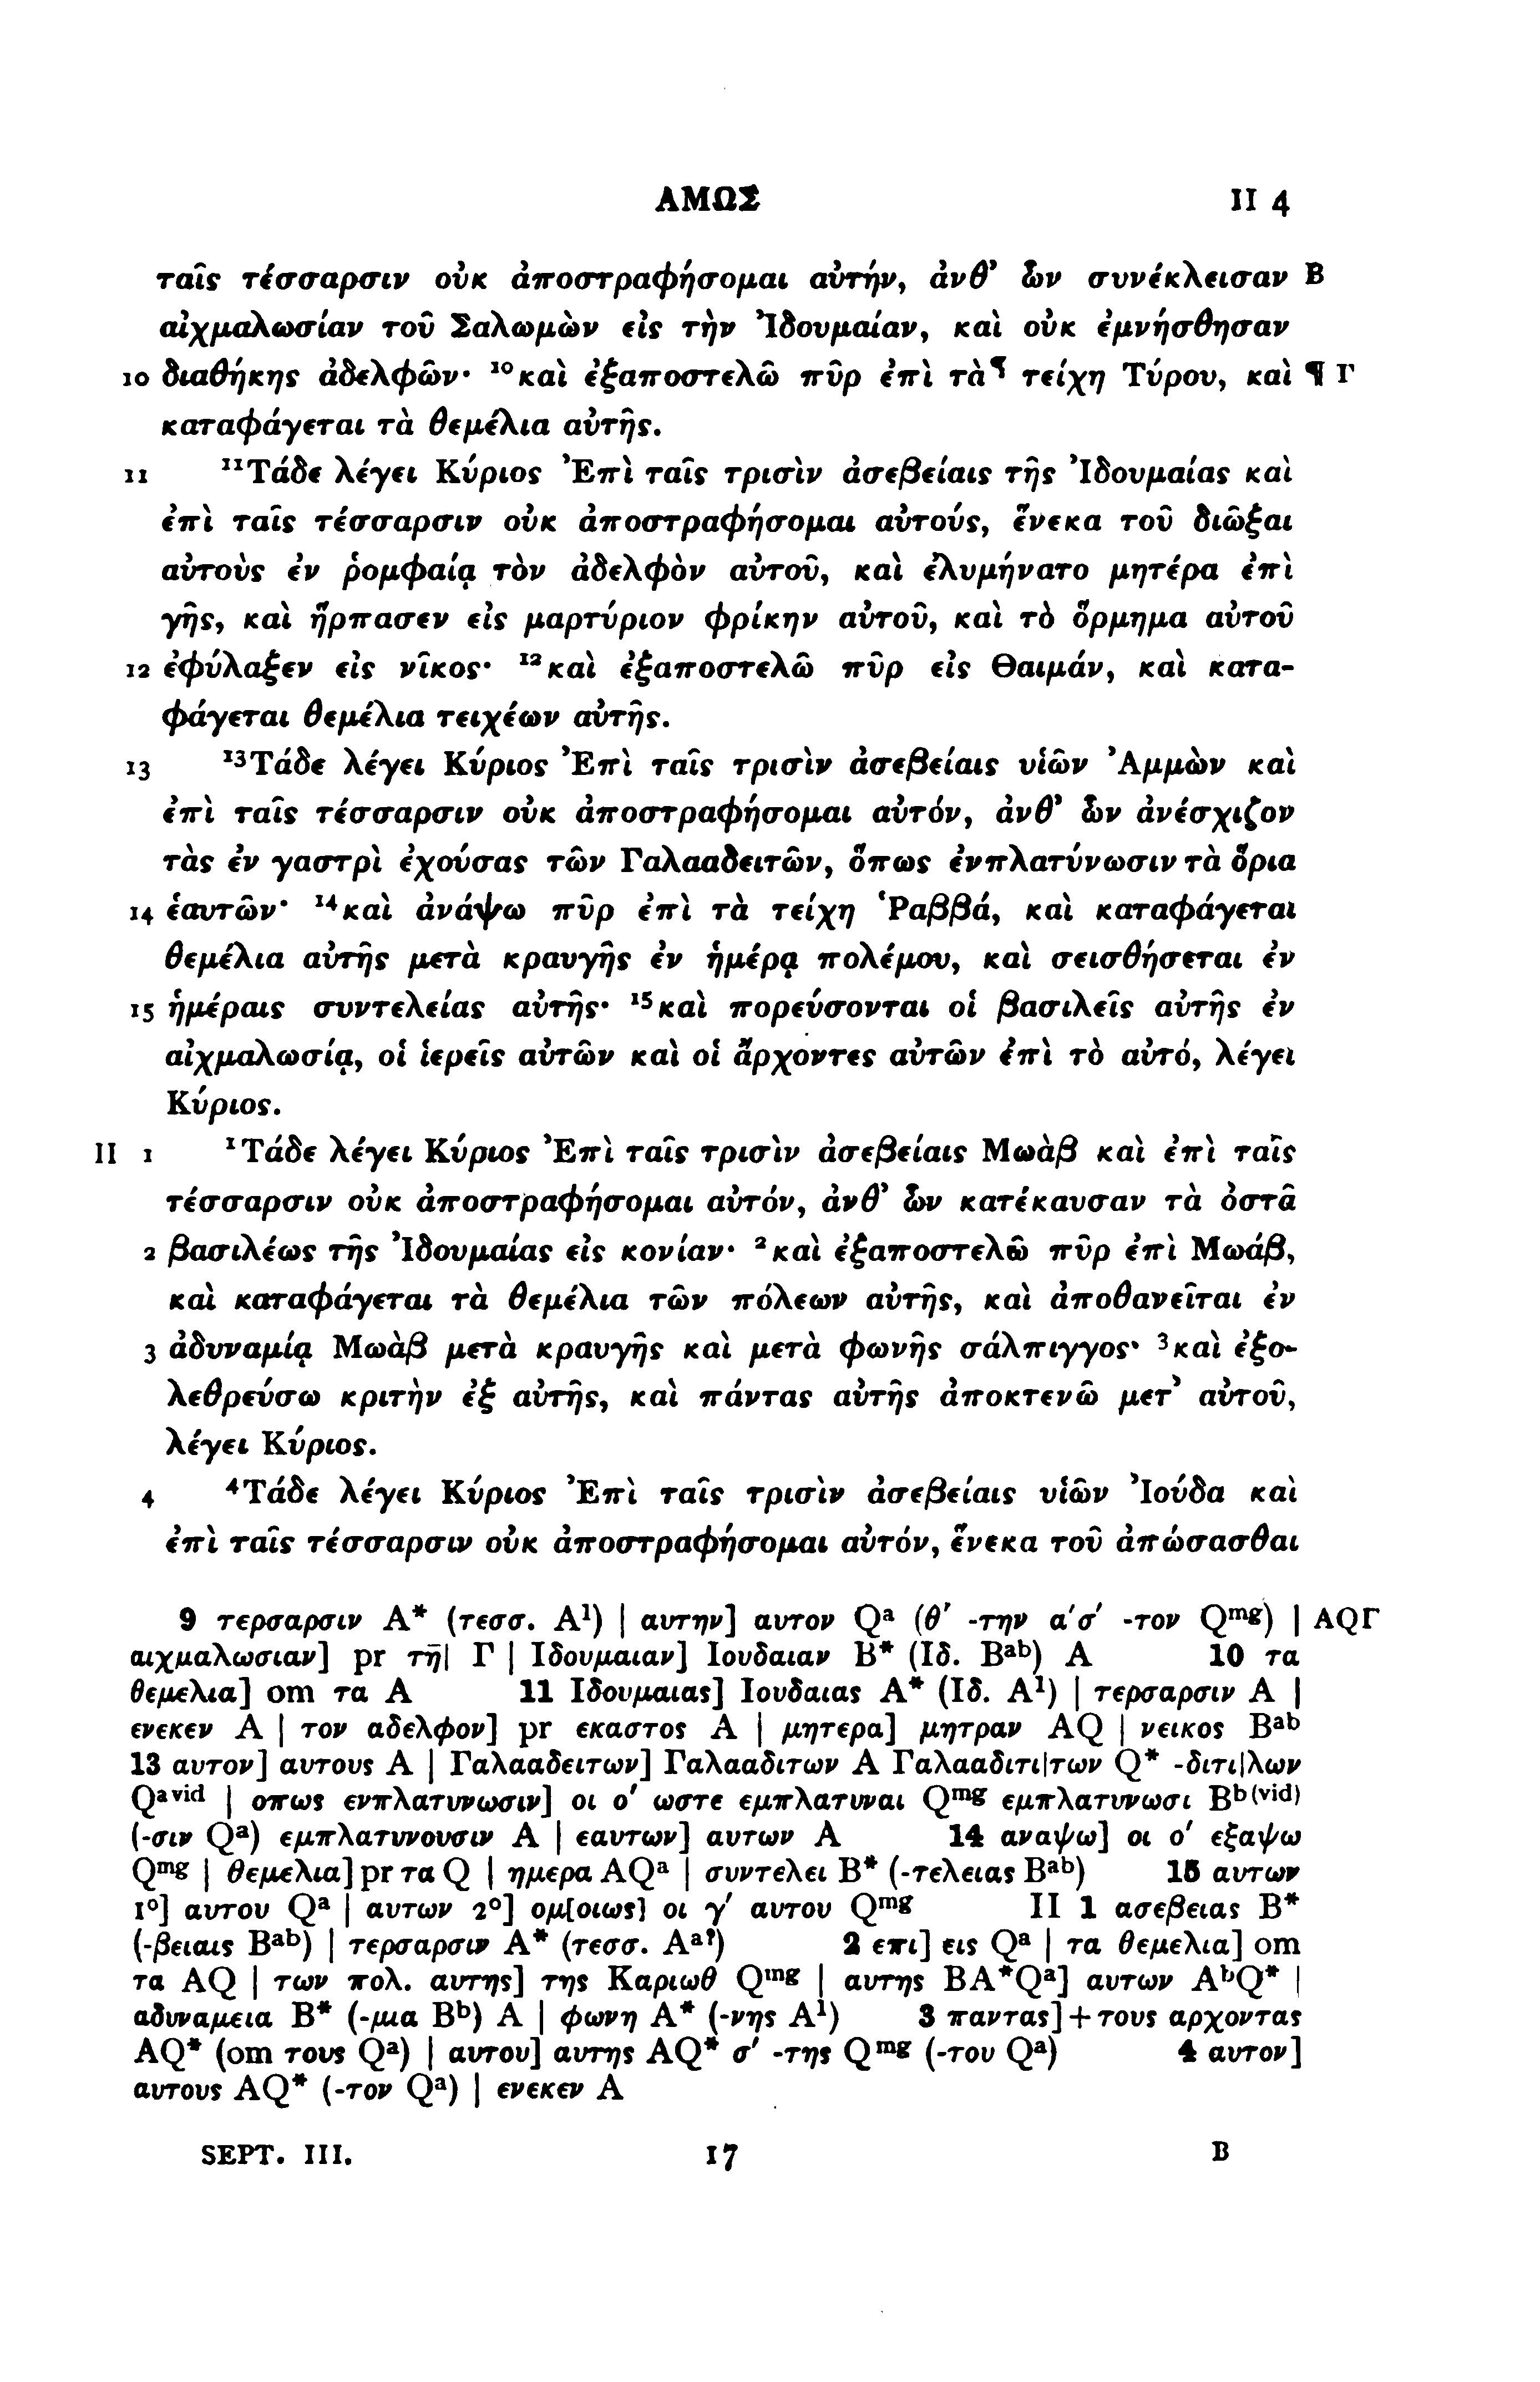 ΑΜΩΣ II 4
ταῖς τέσσαρσιν οὐκ ἀποστραφήσομαι αὐτήν, ἀνθ’ ὧν συνέκλεισαν B
αἰχμαλωσίαν τοῦ Σαλωμὼν εἰς τὴν Ἰδουμαίαν, καὶ οὐκ ἐμνήσθησαν
10 διαθήκης ἀδελφῶν· ¹⁰καὶ ἐξαποστελῶ πῦρ ἐπὶ τὰ¶ τείχη Τύρου, καὶ ¶ Γ
καταφάγεται τὰ θεμέλια αὐτῆς.
11 ¹¹Τάδε λέγει Κύριος Ἐπὶ ταῖς τρισὶν ἀσεβείαις τῆς Ἰδουμαίας καὶ
ἐπὶ ταῖς τέσσαρσιν οὐκ ἀποστραφήσομαι αὐτούς, ἕνεκα τοῦ διῶξαι
αὐτοὺς ἐν ῥομφαίᾳ τὸν ἀδελφὸν αὐτοῦ, καὶ ἐλυμήνατο μητέρα ἐπὶ
γῆς, καὶ ἥρπασεν εἰς μαρτύριον φρίκην αὐτοῦ, καὶ τὸ ὅρμημα αὐτοῦ
12 ἐφύλαξεν εἰς νῖκος· ¹²καὶ ἐξαποστελῶ πῦρ εἰς Θαιμάν, καὶ κατα-
φάγεται θεμέλια τειχέων αὐτῆς.
13 ¹³Τάδε λέγει Κύριος Ἐπὶ ταῖς τρισὶν ἀσεβείαις υἱῶν Ἀμμὼν καὶ
ἐπὶ ταῖς τέσσαρσιν οὐκ ἀποστραφήσομαι αὐτόν, ἀνθ’ ὧν ἀνέσχιζον
τὰς ἐν γαστρὶ ἐχούσας τῶν Γαλααδειτῶν, ὅπως ἐνπλατύνωσιν τὰ ὅρια
14 ἑαυτῶν· ¹⁴καὶ ἀνάψω πῦρ ἐπὶ τὰ τείχη Ῥαββά, καὶ καταφάγεται
θεμέλια αὐτῆς μετὰ κραυγῆς ἐν ἡμέρᾳ πολέμου, καὶ σεισθήσεται ἐν
15 ἡμέραις συντελείας αὐτῆς· ¹⁵καὶ πορεύσονται οἱ βασιλεῖς αὐτῆς ἐν
αἰχμαλωσίᾳ, οἱ ἱερεῖς αὐτῶν καὶ οἱ ἄρχοντες αὐτῶν ἐπὶ τὸ αὐτό, λέγει
Κύριος.
II 1 ¹Τάδε λέγει Κύριος Ἐπὶ ταῖς τρισὶν ἀσεβείαις Μωὰβ καὶ ἐπὶ ταῖς
τέσσαρσιν οὐκ ἀποστραφήσομαι αὐτόν, ἀνθ’ ὧν κατέκαυσαν τὰ ὀστᾶ
2 βασιλέως τῆς Ἰδουμαίας εἰς κονίαν· ²καὶ ἐξαποστελῶ πῦρ ἐπὶ Μωάβ,
καὶ καταφάγεται τὰ θεμέλια τῶν πόλεων αὐτῆς, καὶ ἀποθανεῖται ἐν
3 ἀδυναμίᾳ Μωὰβ μετὰ κραυγῆς καὶ μετὰ φωνῆς σάλπιγγος· ³καὶ ἐξο-
λεθρεύσω κριτὴν ἐξ αὐτῆς, καὶ πάντας αὐτῆς ἀποκτενῶ μετ’ αὐτοῦ,
λέγει Κύριος.
4 ⁴Τάδε λέγει Κύριος Ἐπὶ ταῖς τρισὶν ἀσεβείαις υἱῶν Ἰούδα καὶ
ἐπὶ ταῖς τέσσαρσιν οὐκ ἀποστραφήσομαι αὐτόν, ἕνεκα τοῦ ἀπώσασθαι
9 τερσαρσιν A* (τεσσ. A¹) | αυτην] αυτον Qᵃ (θ′ -την α′σ′ -τον Qᵐᵍ) | AQΓ
αιχμαλωσιαν] pr τη̅| Γ | Ιδουμαιαν] Ιουδαιαν B* (Ιδ. Bᵃᵇ) A 10 τα
θεμελια] om τα A 11 Ιδουμαιας] Ιουδαιας A* (Ιδ. A¹) | τερσαρσιν A |
ενεκεν A | τον αδελφον] pr εκαστος A | μητερα] μητραν AQ | νεικος Bᵃᵇ
13 αυτον] αυτους A | Γαλααδειτων] Γαλααδιτων A Γαλααδιτι|των Q* -διτι|λων
Qᵃᵛⁱᵈ | οπως ενπλατυνωσιν] οι ο′ ωστε εμπλατυναι Qᵐᵍ εμπλατυνωσι Bᵇ⁽ᵛⁱᵈ⁾
(-σιν Qᵃ) εμπλατυνουσιν A | εαυτων] αυτων A 14 αναψω] οι ο′ εξαψω
Qᵐᵍ | θεμελια] pr τα Q | ημερα AQᵃ | συντελει B* (-τελειας Bᵃᵇ) 15 αυτων
1°] αυτου Qᵃ | αυτων 2°] ομ[οιως] οι γ′ αυτου Qᵐᵍ II 1 ασεβειας B*
(-βειαις Bᵃᵇ) | τερσαρσιν A* (τεσσ. Aᵃ?) 2 επι] εις Qᵃ | τα θεμελια] om
τα AQ | των πολ. αυτης] της Καριωθ Qᵐᵍ | αυτης BA*Qᵃ] αυτων AᵇQ* |
αδυναμεια B* (-μια Bᵇ) A | φωνη A* (-νης A¹) 3 παντας]+τους αρχοντας
AQ* (om τους Qᵃ) | αυτου] αυτης AQ* σ′ -της Qᵐᵍ (-του Qᵃ) 4 αυτον]
αυτους AQ* (-τον Qᵃ) | ενεκεν A
SEPT. III. 17 B